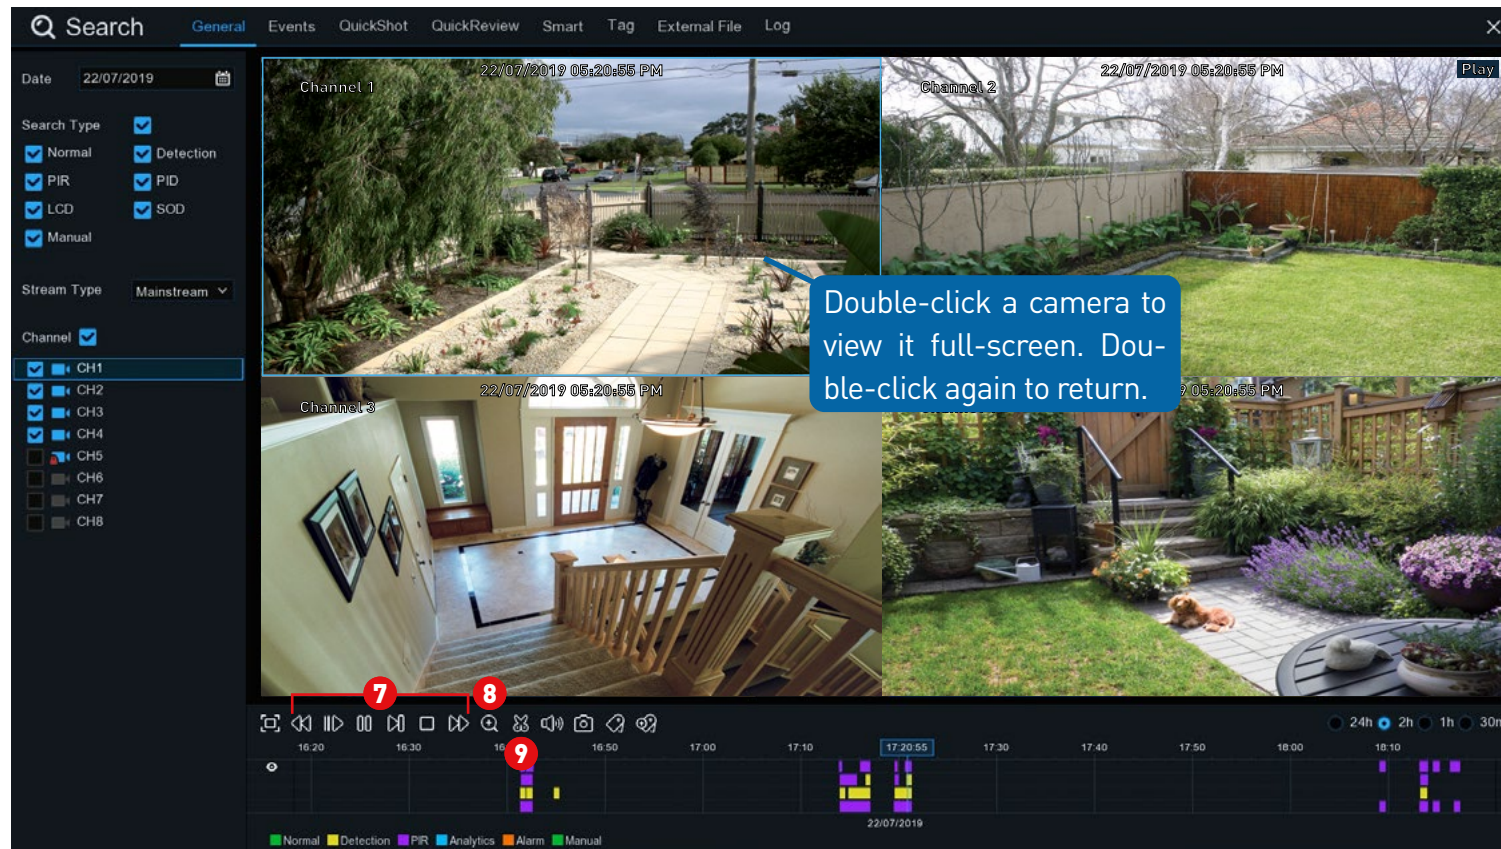 Search General Events QuickShot QuickReview Smart Tag External File Log X
Date 22/07/2019
Search Type
Normal Detection
PIR PID
LCD SOD
Manual
Stream Type Mainstream
Channel
CH1
CH2
CH3
CH4
CH5
CH6
CH7
CH8
22/07/2019 05:20:55 PM
Channel 1
22/07/2019 05:20:55 PM
Channel 2
Play
Double-click a camera to
view it full-screen. Dou-
ble-click again to return.
22/07/2019 05:20:55 PM
Channel 3
05:20:55 PM
7 8
24h 2h 1h 30m
16:20 16:30 16:50 17:00 17:10 17:20:55 17:30 17:40 17:50 18:00 18:10
9
22/07/2019
Normal Detection PIR Analytics Alarm Manual